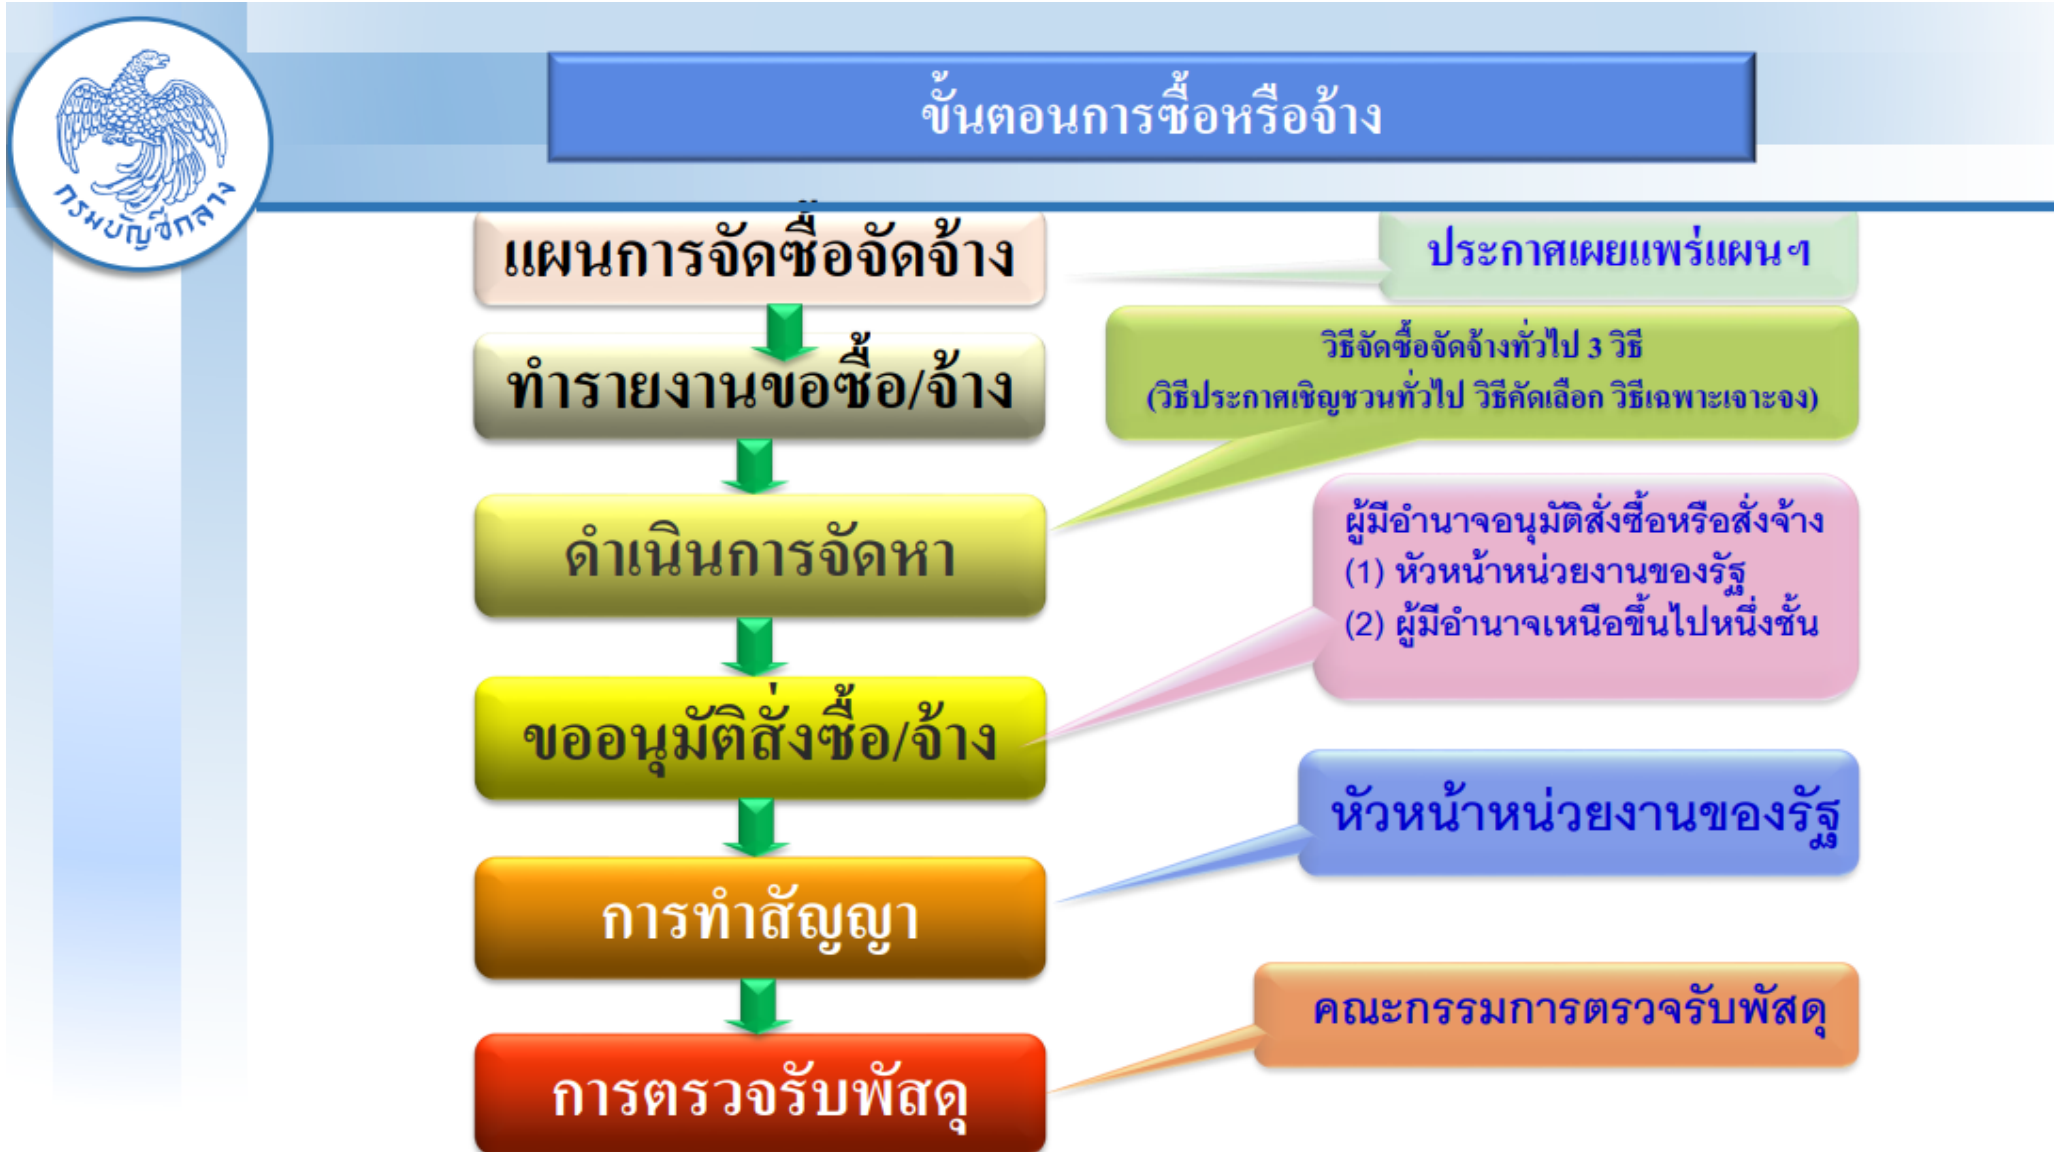 กรมบัญชีกลาง
ขั้นตอนการซื้อหรือจ้าง
แผนการจัดซื้อจัดจ้าง
ประกาศเผยแพร่แผนฯ
ทำรายงานขอซื้อ/จ้าง
วิธีจัดซื้อจัดจ้างทั่วไป 3 วิธี
(วิธีประกาศเชิญชวนทั่วไป วิธีคัดเลือก วิธีเฉพาะเจาะจง)
ดำเนินการจัดหา
ผู้มีอำนาจอนุมัติสั่งซื้อหรือสั่งจ้าง
(1) หัวหน้าหน่วยงานของรัฐ
(2) ผู้มีอำนาจเหนือขึ้นไปหนึ่งชั้น
ขออนุมัติสั่งซื้อ/จ้าง
หัวหน้าหน่วยงานของรัฐ
การทำสัญญา
คณะกรรมการตรวจรับพัสดุ
การตรวจรับพัสดุ